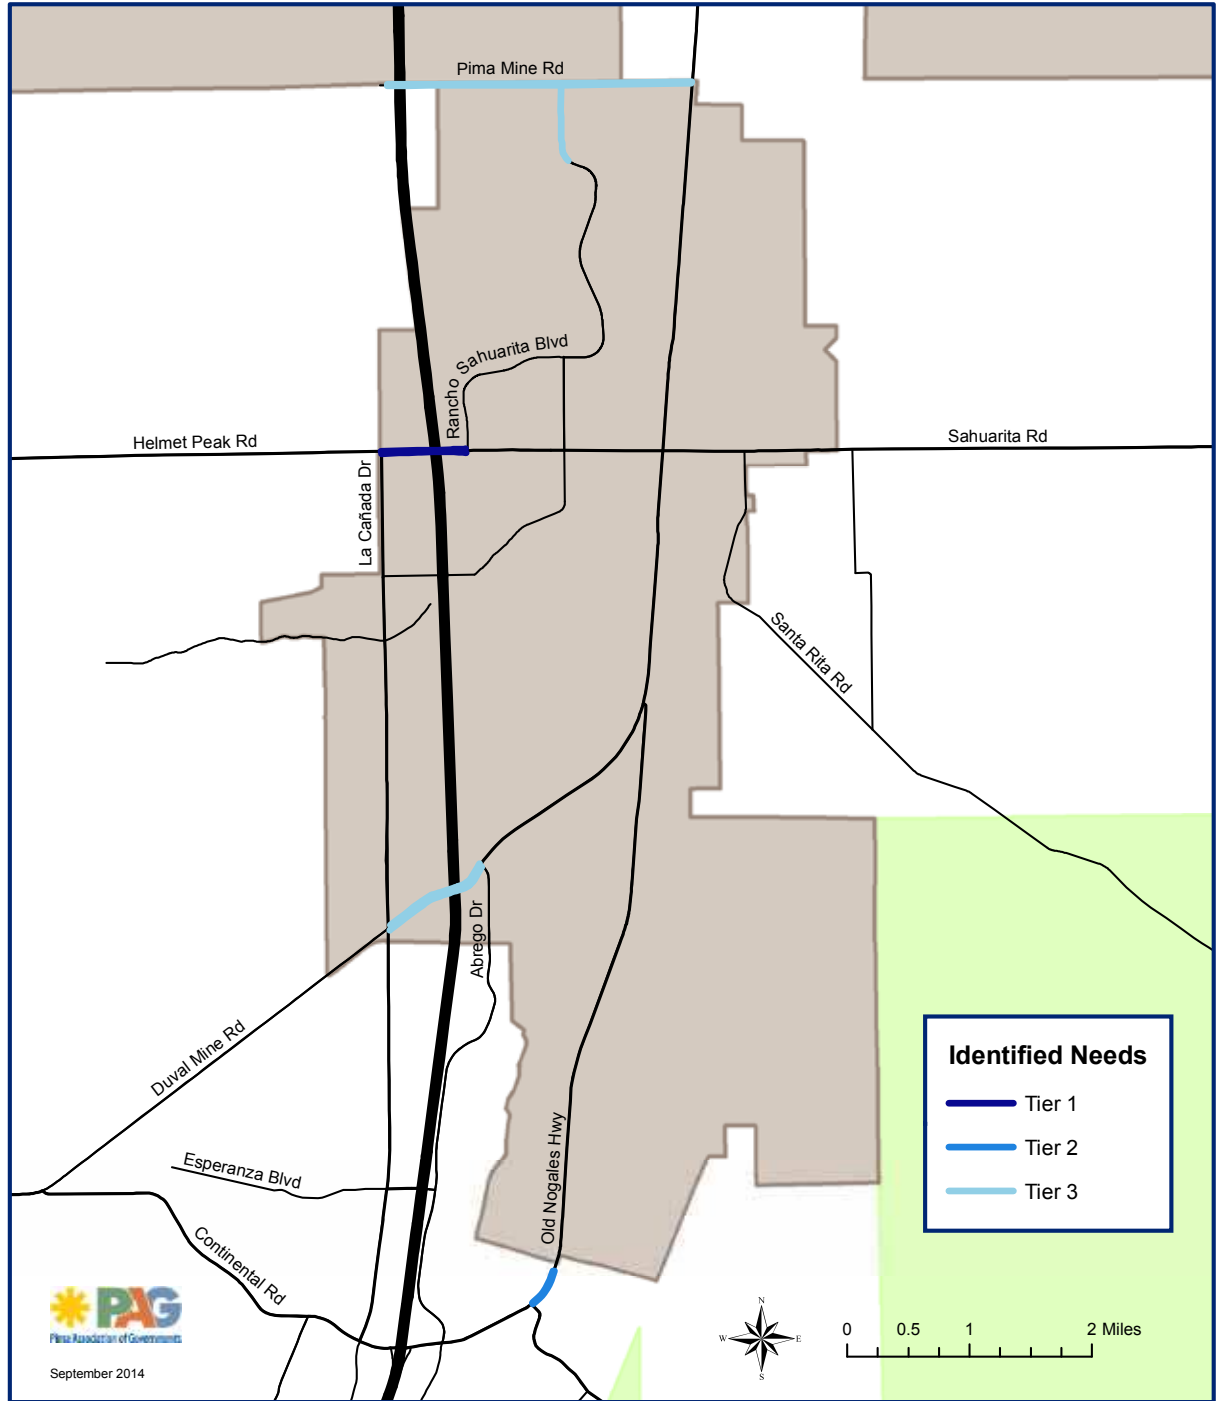 Pima Mine Rd
Rancho
Sahuarita Blvd
Helmet Peak Rd
Sahuarita Rd
La Cañada Dr
Santa Rita Rd
Abrego Dr
Duval Mine Rd
Esperanza Blvd
Old Nogales Hwy
Continental Rd
Identified Needs
Tier 1
Tier 2
Tier 3
PAG
Pima Association of Governments
September 2014
N
W E
S
0 0.5 1 2 Miles